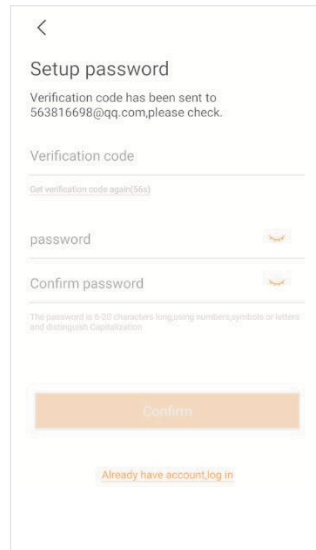 Setup password
Verification code has been sent to
563816698@qq.com,please check.
Verification code
Get verification code again(56s)
password
Confirm password
The password is 6-20 characters long,using numbers,symbols or letters
and distinguish Capitalization
Confirm
Already have account,log in